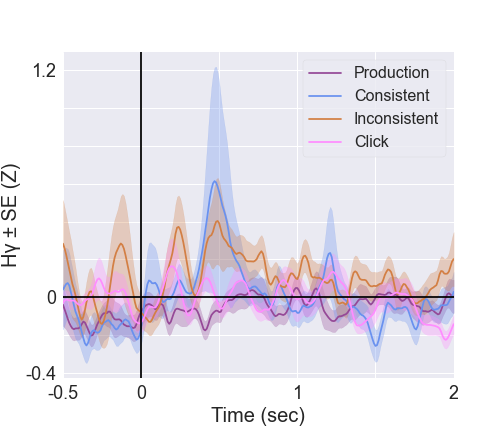 Production
Consistent
Inconsistent
Click
Hγ ± SE (Z)
1.2
0
-0.4
-0.5
0
1
2
Time (sec)